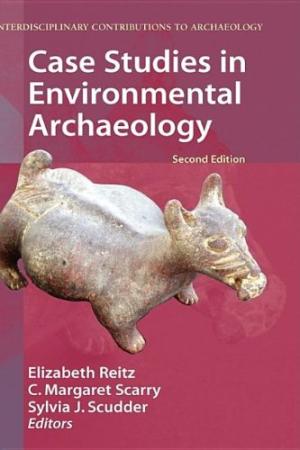 INTERDISCIPLINARY CONTRIBUTIONS TO ARCHAEOLOGY
Case Studies in
Environmental
Archaeology
Second Edition
Elizabeth Reitz
C. Margaret Scarry
Sylvia J. Scudder
Editors